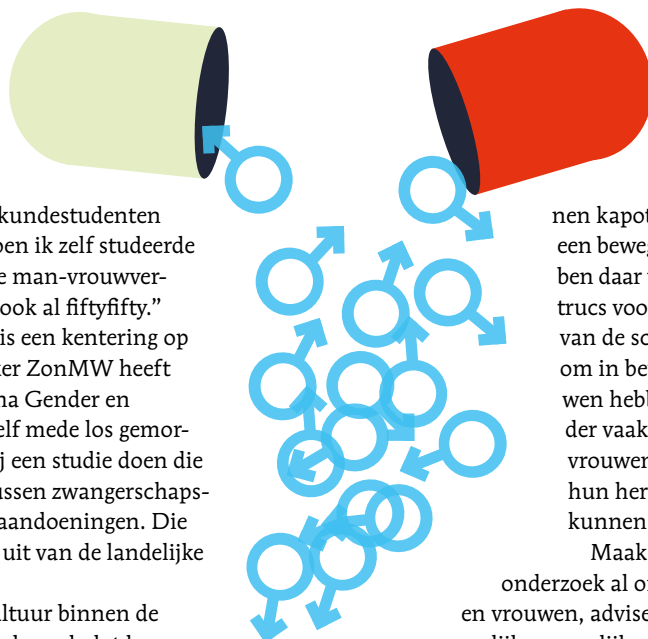 kundestudenten
oen ik zelf studeerde
e man-vrouwver-
ook al fiftyfifty.”
is een kentering op
ker ZonMW heeft
na Gender en
elf mede los gemor-
j een studie doen die
ussen zwangerschaps-
aandoeningen. Die
uit van de landelijke
ltuur binnen de
nen kapot
een beweg
ben daar
trucs voo
van de so
om in be
wen heb
der vaak
vrouwen
hun her
kunnen
Maak
onderzoek al o
en vrouwen, advise